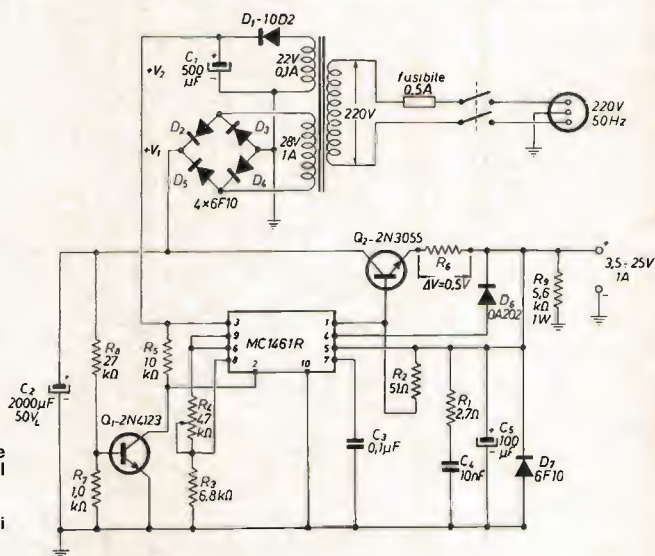 D1-10D2
C1
500
µF
+V2
22V
0,1A
fusibile
0,5A
220V
220V
50Hz
+V1
D2
D3
D5
D4
28V
1A
4×6F10
Q2-2N3055
R6
ΔV=0,5V
D6
0A202
R9
5,6
kΩ
1W
+
3,5÷25V
1A
-
MC1461R
3
9
6
8
2
10
1
4
5
7
R8
27
kΩ
R5
10
kΩ
C2
2000µF
50VL
Q1-2N4123
R4
47
kΩ
R2
51Ω
R1
2,7Ω
C5
100
µF
C3
0,1µF
C4
10nF
D7
6F10
R7
1,0
kΩ
R3
6,8kΩ
e
l
i